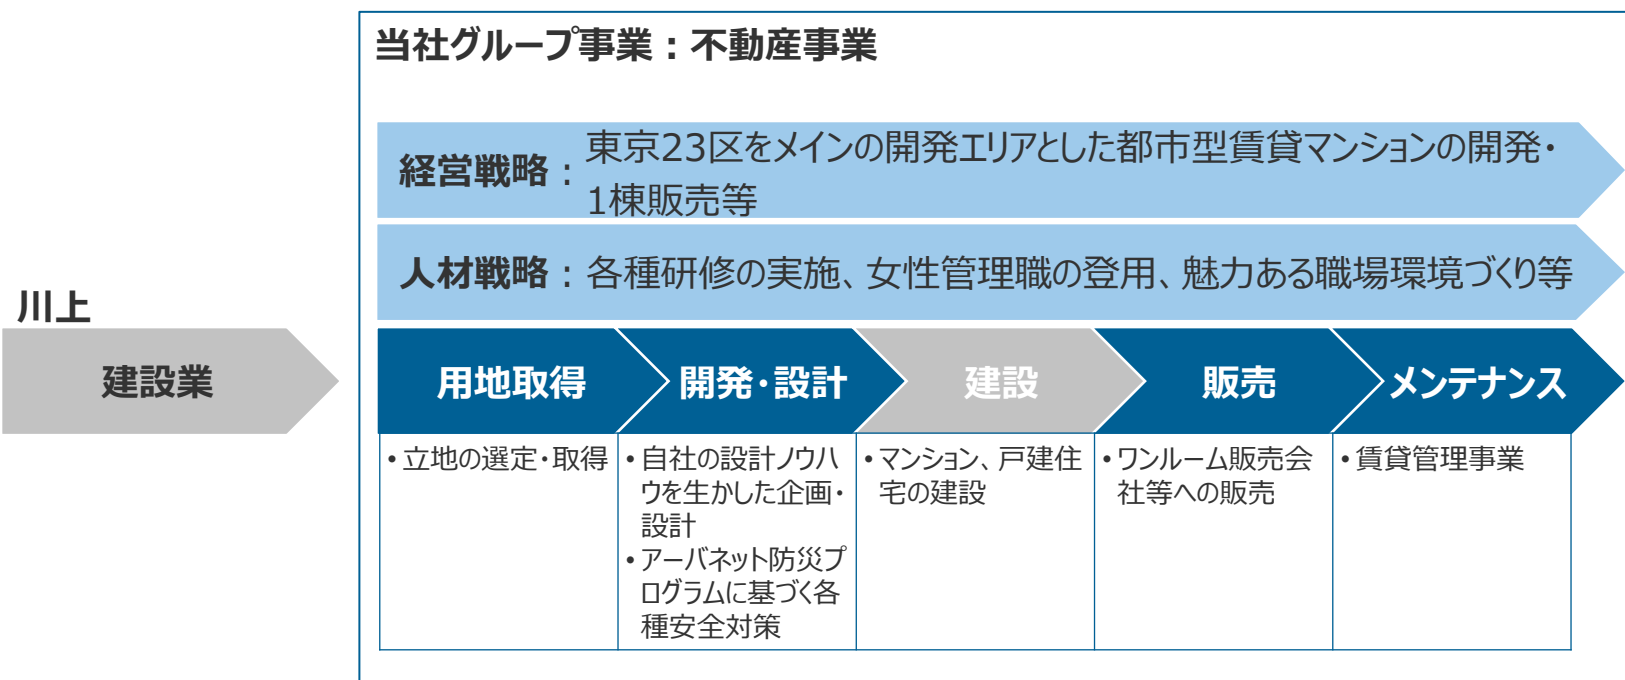 当社グループ事業：不動産事業
経営戦略：東京23区をメインの開発エリアとした都市型賃貸マンションの開発・
1棟販売等
人材戦略：各種研修の実施、女性管理職の登用、魅力ある職場環境づくり等
川上
建設業
用地取得
開発・設計
建設
販売
メンテナンス
•立地の選定・取得
•自社の設計ノウハ
ウを生かした企画・
設計
•アーバネット防災プ
ログラムに基づく各
種安全対策
•マンション、戸建住
宅の建設
•ワンルーム販売会
社等への販売
•賃貸管理事業